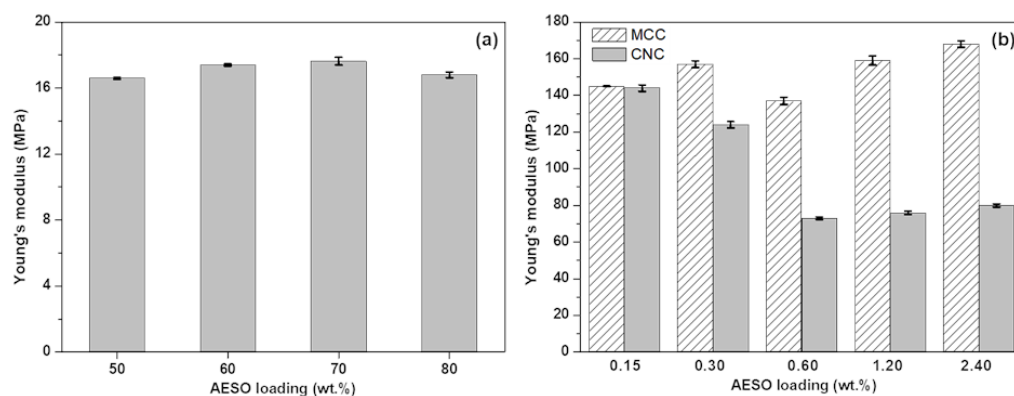 (a)
Young's modulus (MPa)
20
16
12
8
4
0
50 60 70 80
AESO loading (wt.%)
(b)
MCC
CNC
Young's modulus (MPa)
180
160
140
120
100
80
60
40
20
0
0.15 0.30 0.60 1.20 2.40
AESO loading (wt.%)